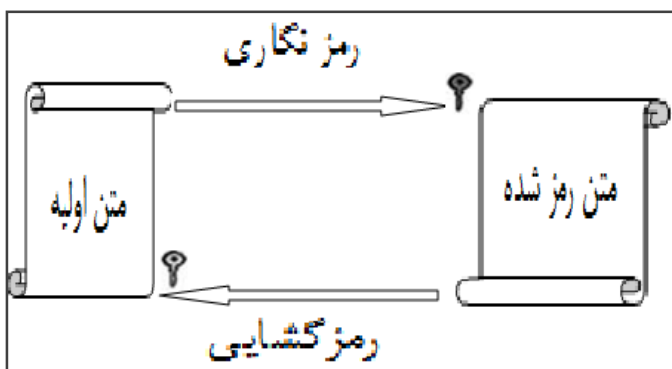 رمز نگاری
متن اولیه
متن رمز شده
رمزگشایی